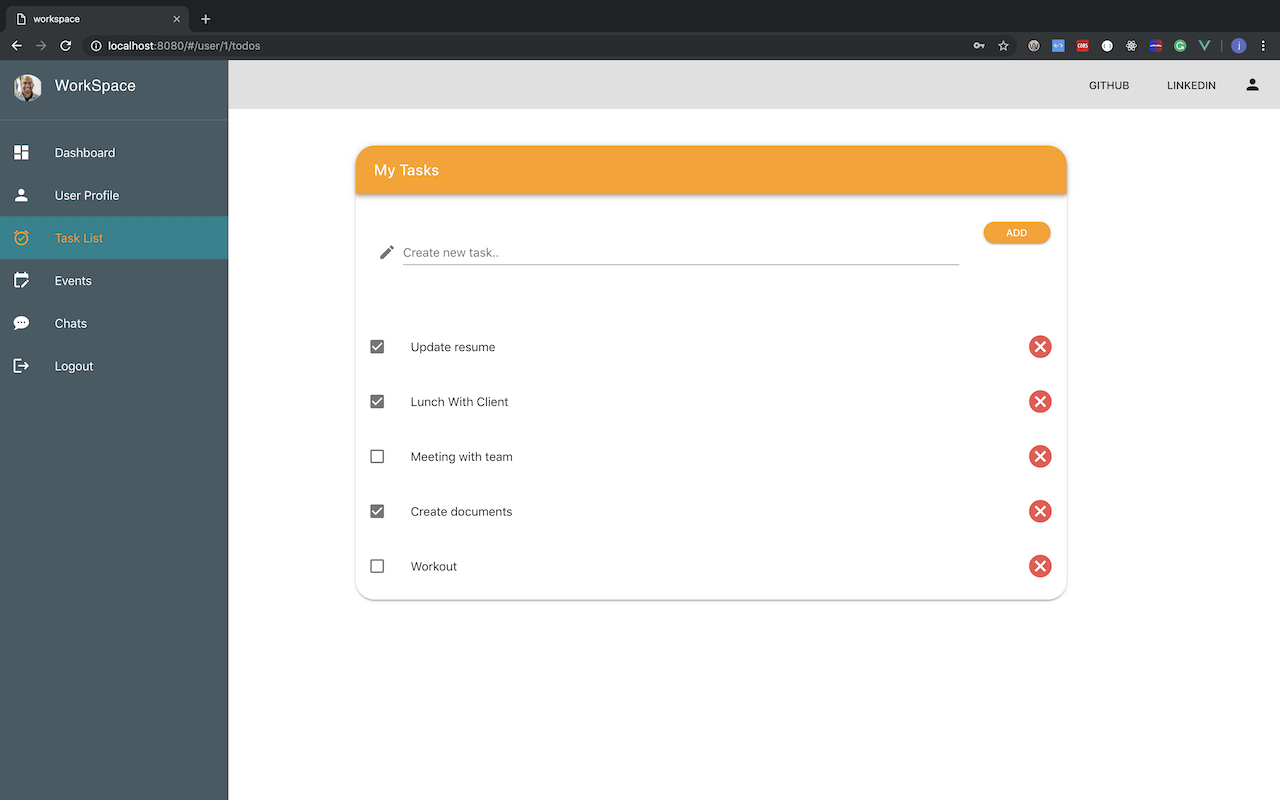 workspace
localhost:8080/#/user/1/todos
CORS
j
WorkSpace
GITHUB
LINKEDIN
Dashboard
User Profile
Task List
Events
Chats
Logout
My Tasks
Create new task..
ADD
Update resume
Lunch With Client
Meeting with team
Create documents
Workout